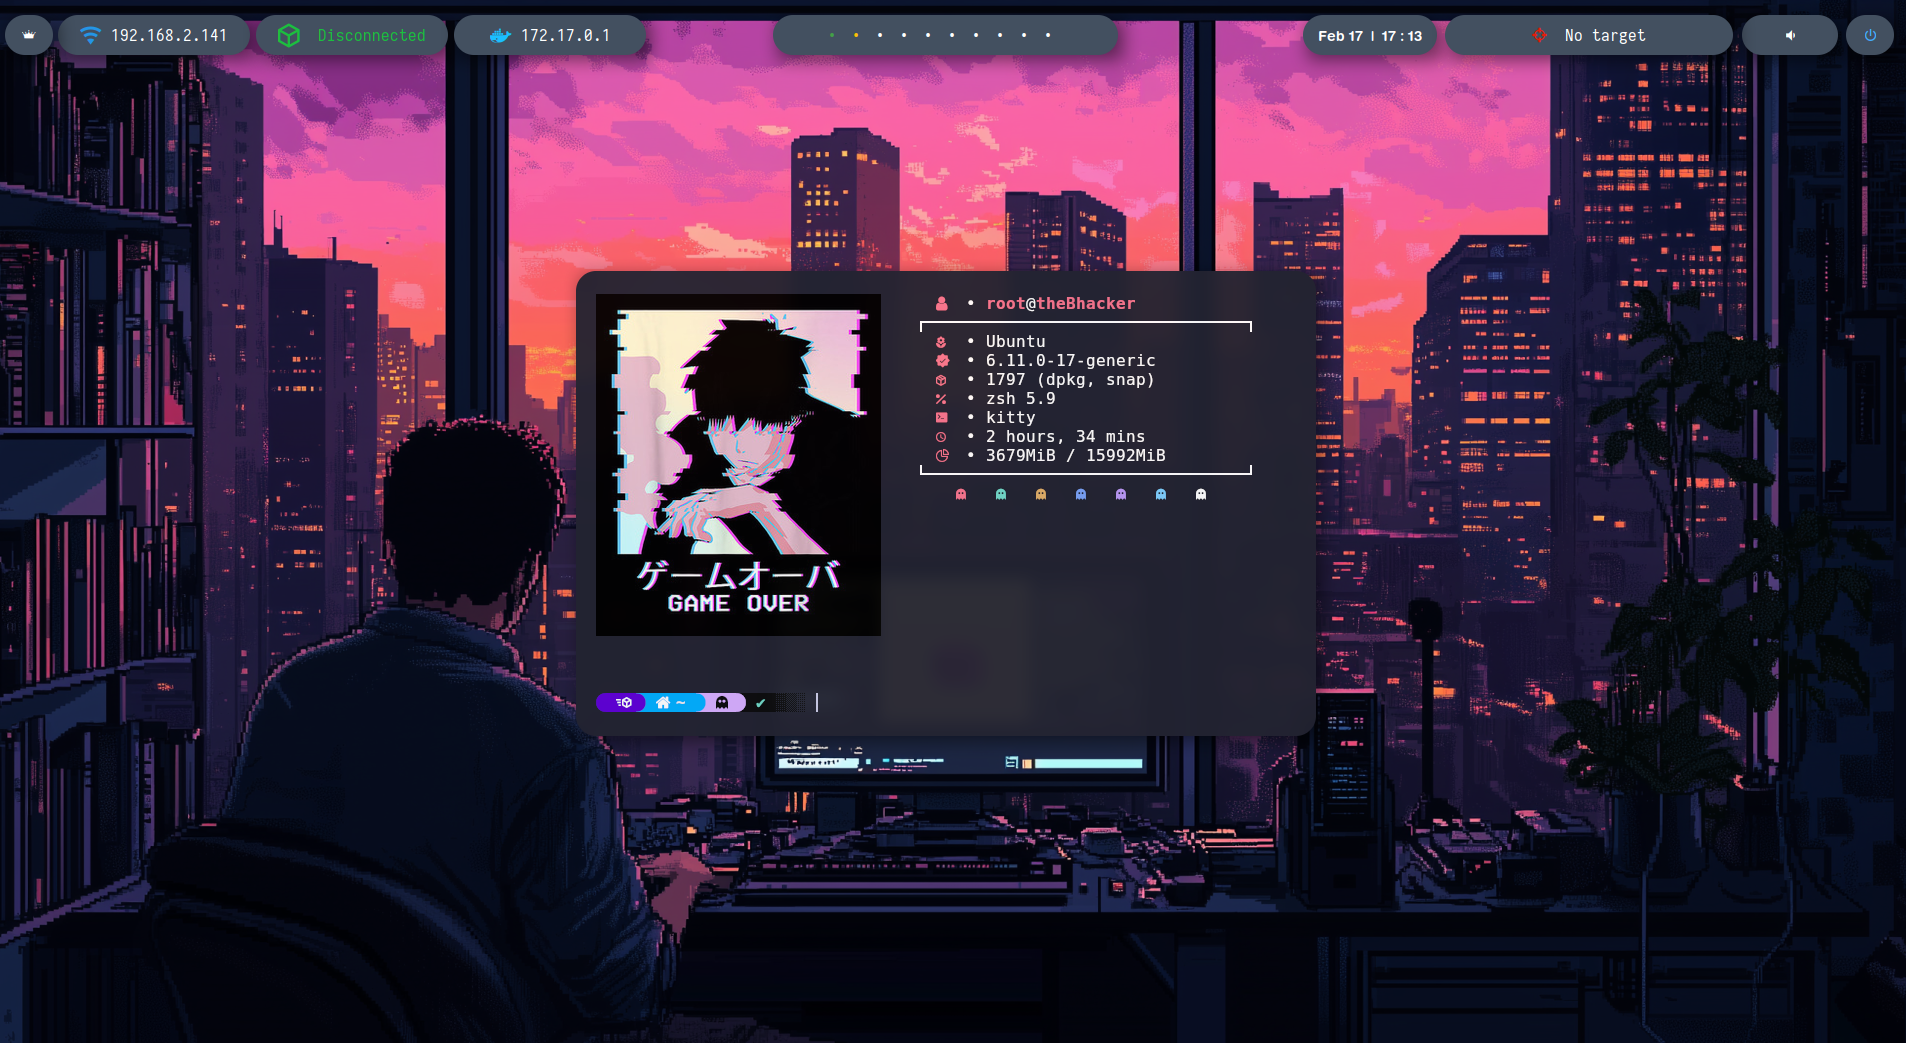 192.168.2.141
Disconnected
172.17.0.1
Feb 17 | 17:13
No target
• root@theBhacker
• Ubuntu
• 6.11.0-17-generic
• 1797 (dpkg, snap)
• zsh 5.9
• kitty
• 2 hours, 34 mins
• 3679MiB / 15992MiB
ゲームオーバ
GAME OVER
~